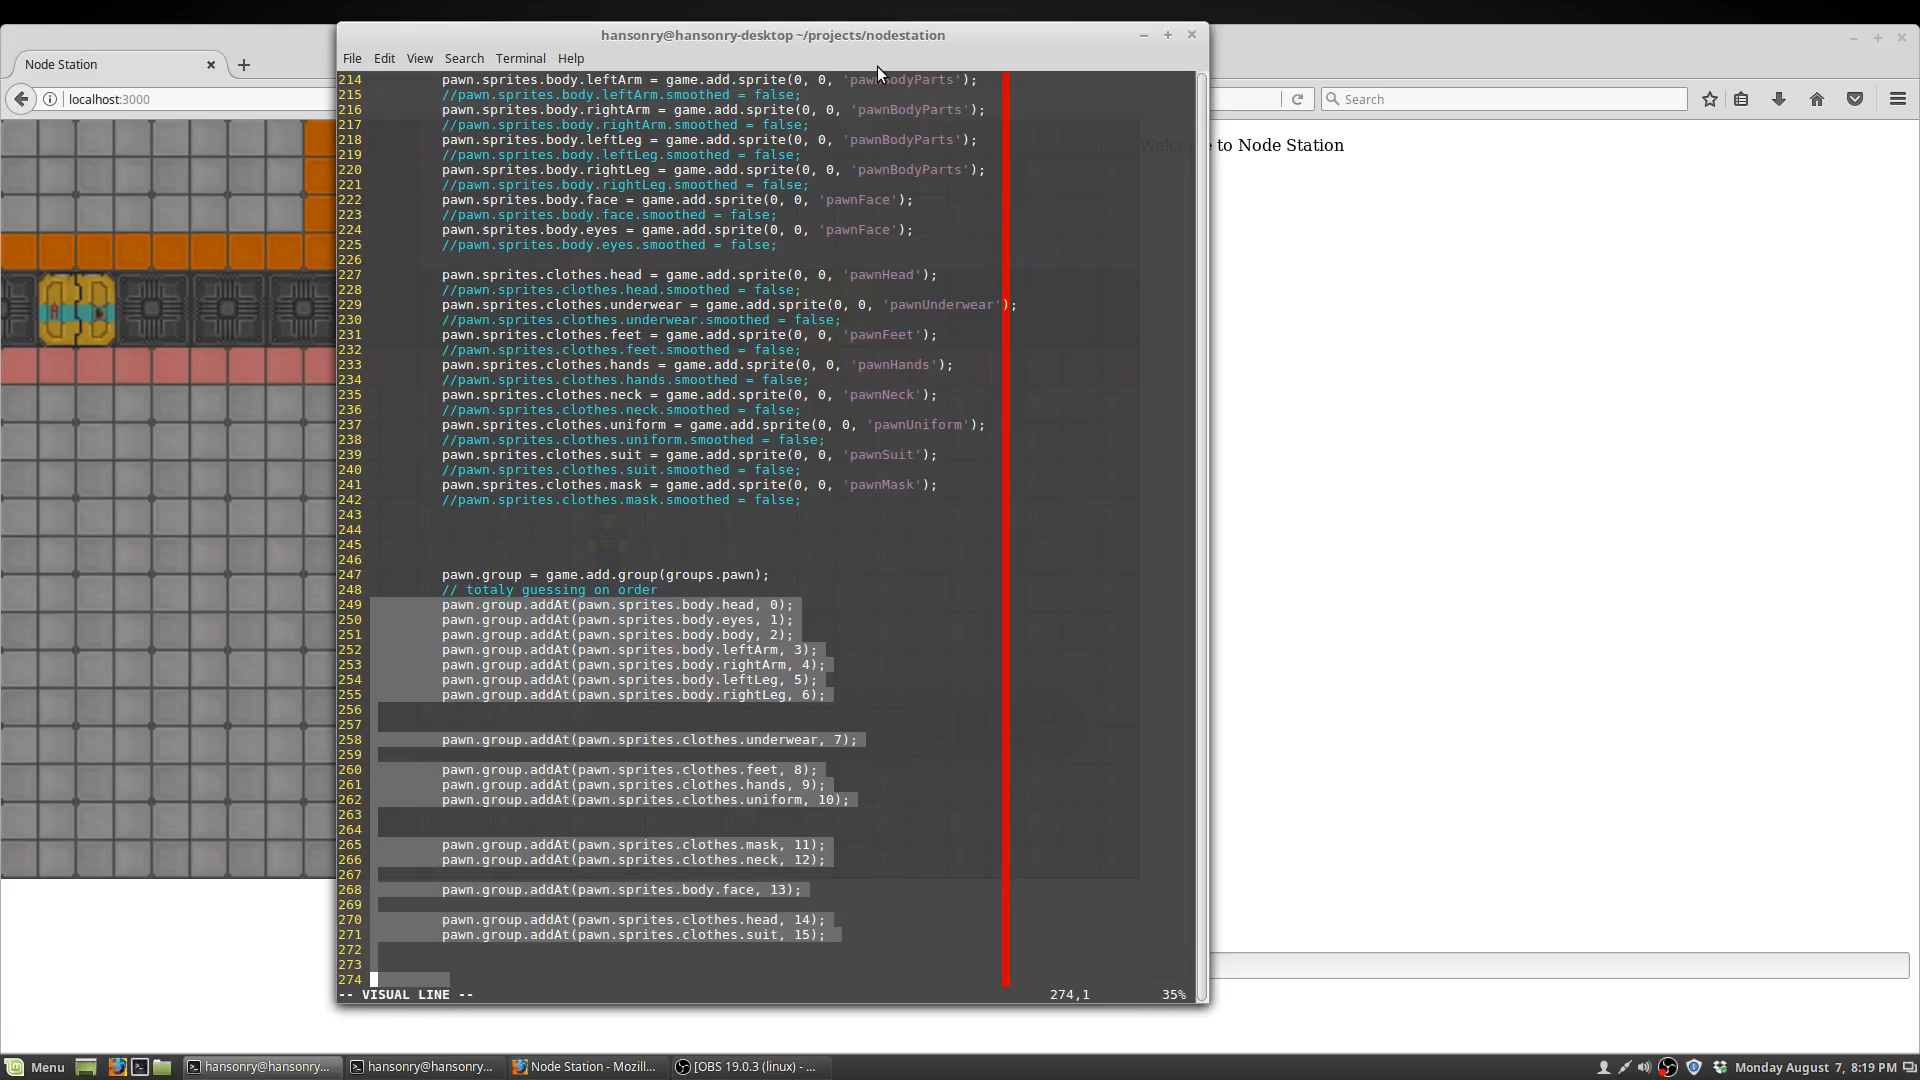 hansonry@hansonry-desktop ~/projects/nodestation
Node Station
File Edit View Search Terminal Help
localhost:3000
Search
Welcome to Node Station
214 pawn.sprites.body.leftArm = game.add.sprite(0, 0, 'pawnBodyParts');
215 //pawn.sprites.body.leftArm.smoothed = false;
216 pawn.sprites.body.rightArm = game.add.sprite(0, 0, 'pawnBodyParts');
217 //pawn.sprites.body.rightArm.smoothed = false;
218 pawn.sprites.body.leftLeg = game.add.sprite(0, 0, 'pawnBodyParts');
219 //pawn.sprites.body.leftLeg.smoothed = false;
220 pawn.sprites.body.rightLeg = game.add.sprite(0, 0, 'pawnBodyParts');
221 //pawn.sprites.body.rightLeg.smoothed = false;
222 pawn.sprites.body.face = game.add.sprite(0, 0, 'pawnFace');
223 //pawn.sprites.body.face.smoothed = false;
224 pawn.sprites.body.eyes = game.add.sprite(0, 0, 'pawnFace');
225 //pawn.sprites.body.eyes.smoothed = false;
226
227 pawn.sprites.clothes.head = game.add.sprite(0, 0, 'pawnHead');
228 //pawn.sprites.clothes.head.smoothed = false;
229 pawn.sprites.clothes.underwear = game.add.sprite(0, 0, 'pawnUnderwear');
230 //pawn.sprites.clothes.underwear.smoothed = false;
231 pawn.sprites.clothes.feet = game.add.sprite(0, 0, 'pawnFeet');
232 //pawn.sprites.clothes.feet.smoothed = false;
233 pawn.sprites.clothes.hands = game.add.sprite(0, 0, 'pawnHands');
234 //pawn.sprites.clothes.hands.smoothed = false;
235 pawn.sprites.clothes.neck = game.add.sprite(0, 0, 'pawnNeck');
236 //pawn.sprites.clothes.neck.smoothed = false;
237 pawn.sprites.clothes.uniform = game.add.sprite(0, 0, 'pawnUniform');
238 //pawn.sprites.clothes.uniform.smoothed = false;
239 pawn.sprites.clothes.suit = game.add.sprite(0, 0, 'pawnSuit');
240 //pawn.sprites.clothes.suit.smoothed = false;
241 pawn.sprites.clothes.mask = game.add.sprite(0, 0, 'pawnMask');
242 //pawn.sprites.clothes.mask.smoothed = false;
243
244
245
246
247 pawn.group = game.add.group(groups.pawn);
248 // totaly guessing on order
249 pawn.group.addAt(pawn.sprites.body.head, 0);
250 pawn.group.addAt(pawn.sprites.body.eyes, 1);
251 pawn.group.addAt(pawn.sprites.body.body, 2);
252 pawn.group.addAt(pawn.sprites.body.leftArm, 3);
253 pawn.group.addAt(pawn.sprites.body.rightArm, 4);
254 pawn.group.addAt(pawn.sprites.body.leftLeg, 5);
255 pawn.group.addAt(pawn.sprites.body.rightLeg, 6);
256
257
258 pawn.group.addAt(pawn.sprites.clothes.underwear, 7);
259
260 pawn.group.addAt(pawn.sprites.clothes.feet, 8);
261 pawn.group.addAt(pawn.sprites.clothes.hands, 9);
262 pawn.group.addAt(pawn.sprites.clothes.uniform, 10);
263
264
265 pawn.group.addAt(pawn.sprites.clothes.mask, 11);
266 pawn.group.addAt(pawn.sprites.clothes.neck, 12);
267
268 pawn.group.addAt(pawn.sprites.body.face, 13);
269
270 pawn.group.addAt(pawn.sprites.clothes.head, 14);
271 pawn.group.addAt(pawn.sprites.clothes.suit, 15);
272
273
274
-- VISUAL LINE -- 274,1 35%
Menu hansonry@hansonry... hansonry@hansonry... Node Station - Mozill... [OBS 19.0.3 (linux) - ... Monday August 7, 8:19 PM